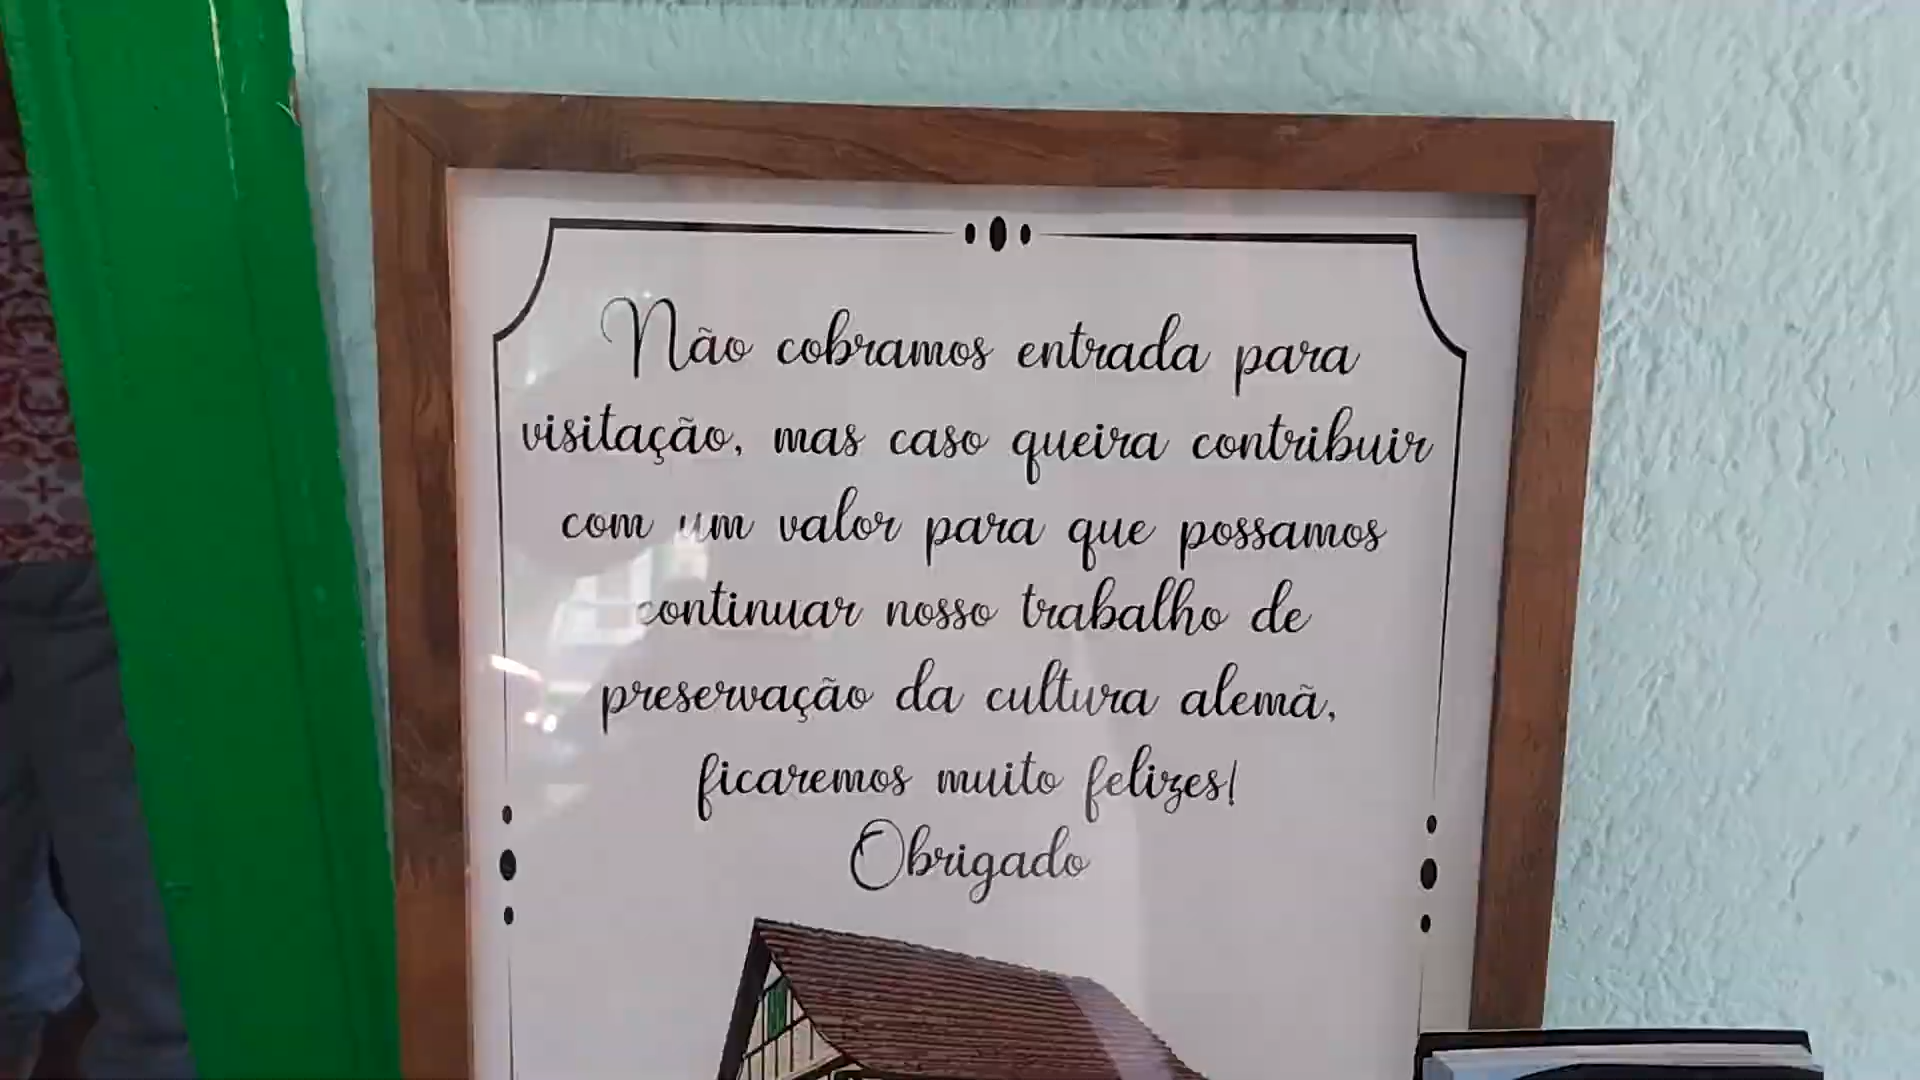 Não cobramos entrada para
visitação, mas caso queira contribuir
com um valor para que possamos
continuar nosso trabalho de
preservação da cultura alemã,
ficaremos muito felizes!
Obrigado